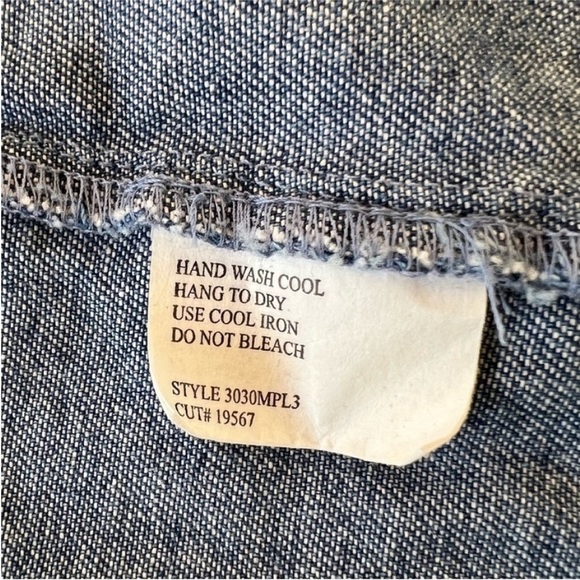 HAND WASH COOL
HANG TO DRY
USE COOL IRON
DO NOT BLEACH
STYLE 3030MPL3
CUT# 19567